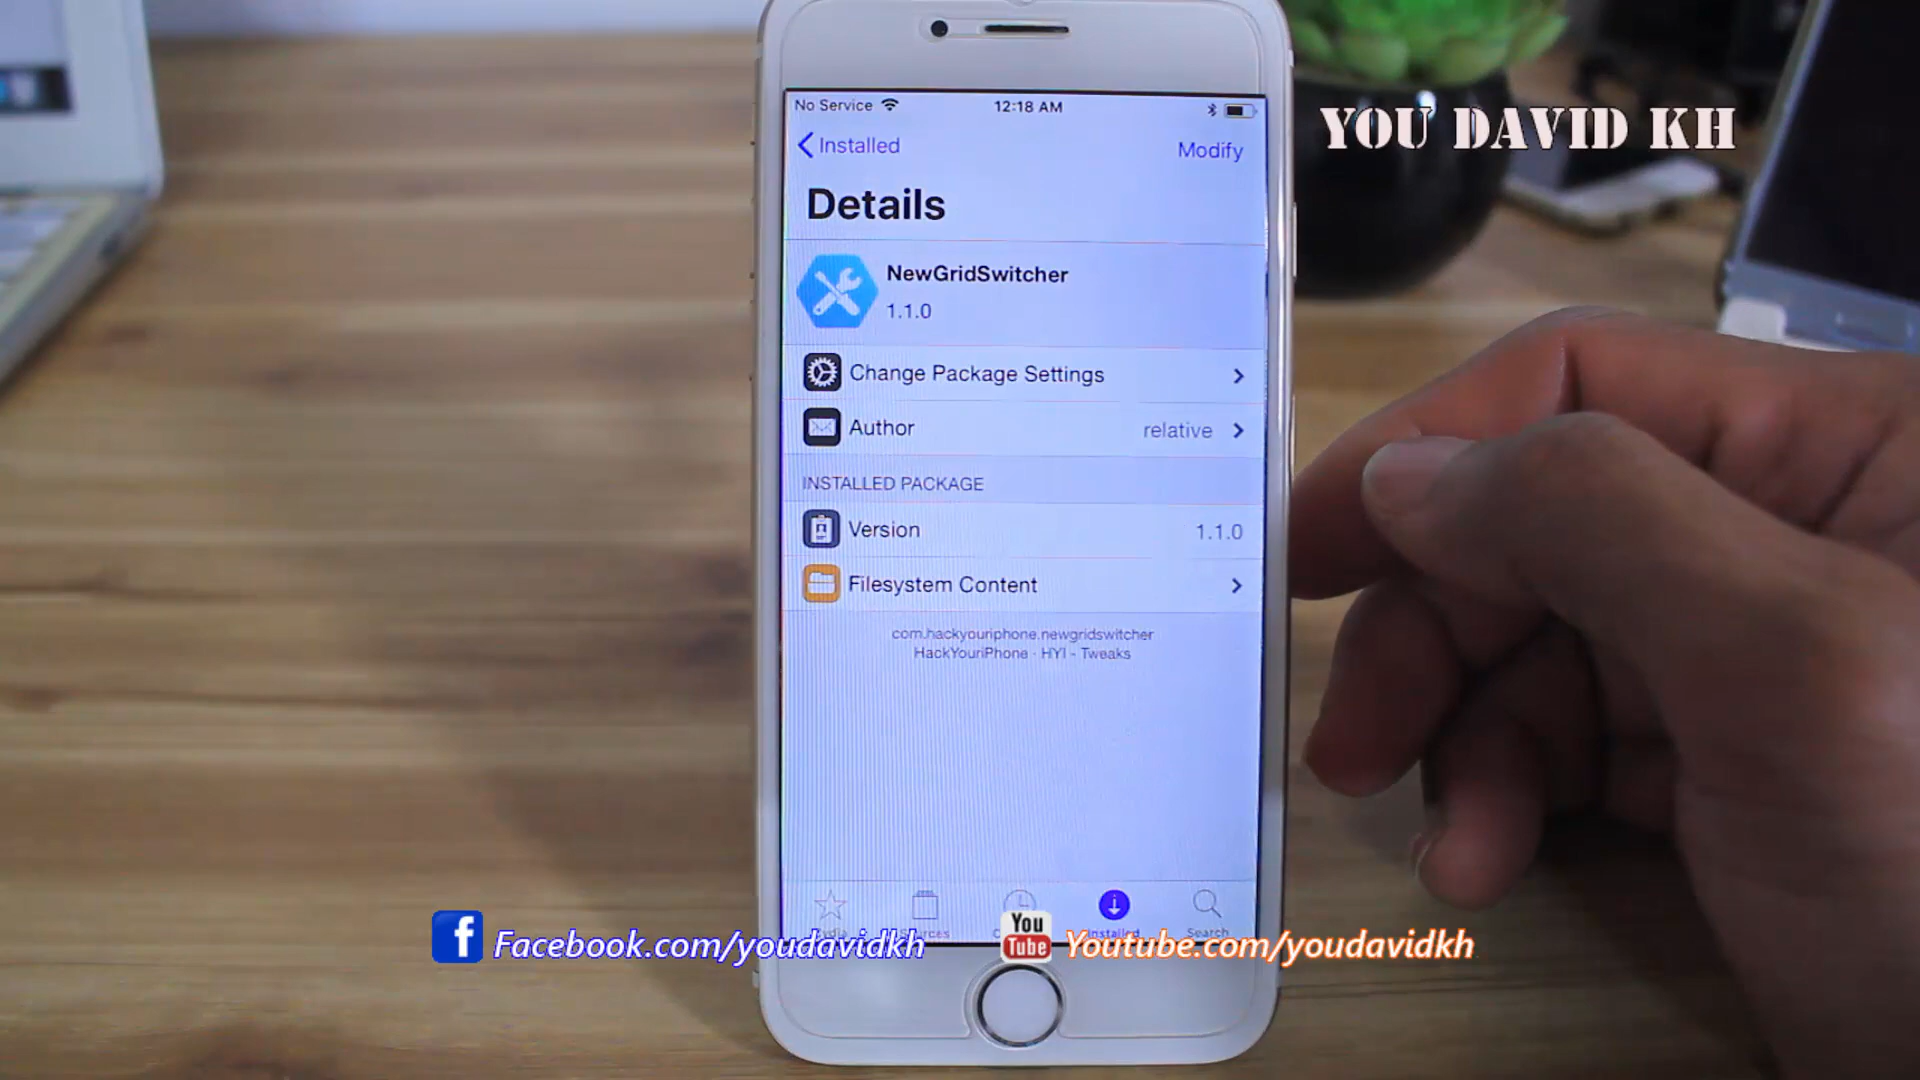 No Service
12:18 AM
YOU DAVID KH
Installed
Modify
Details
NewGridSwitcher
1.1.0
Change Package Settings
Author
relative
INSTALLED PACKAGE
Version
1.1.0
Filesystem Content
com.hackyouriphone.newgridswitcher
HackYouriPhone · HYI - Tweaks
Installed
Search
f
Facebook.com/youdavidkh
You
Tube
Youtube.com/youdavidkh